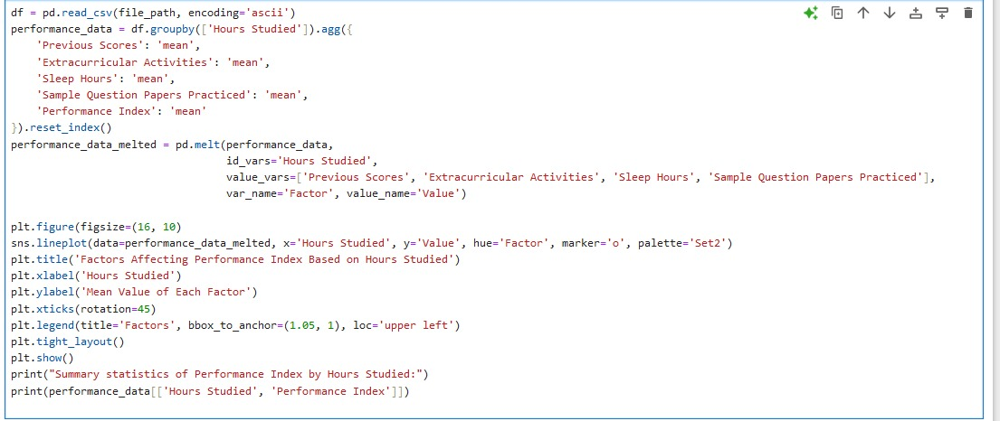 df = pd.read_csv(file_path, encoding='ascii')
performance_data = df.groupby(['Hours Studied']).agg({
    'Previous Scores': 'mean',
    'Extracurricular Activities': 'mean',
    'Sleep Hours': 'mean',
    'Sample Question Papers Practiced': 'mean',
    'Performance Index': 'mean'
}).reset_index()
performance_data_melted = pd.melt(performance_data,
                                  id_vars='Hours Studied',
                                  value_vars=['Previous Scores', 'Extracurricular Activities', 'Sleep Hours', 'Sample Question Papers Practiced'],
                                  var_name='Factor', value_name='Value')

plt.figure(figsize=(16, 10)
sns.lineplot(data=performance_data_melted, x='Hours Studied', y='Value', hue='Factor', marker='o', palette='Set2')
plt.title('Factors Affecting Performance Index Based on Hours Studied')
plt.xlabel('Hours Studied')
plt.ylabel('Mean Value of Each Factor')
plt.xticks(rotation=45)
plt.legend(title='Factors', bbox_to_anchor=(1.05, 1), loc='upper left')
plt.tight_layout()
plt.show()
print("Summary statistics of Performance Index by Hours Studied:")
print(performance_data[['Hours Studied', 'Performance Index']])